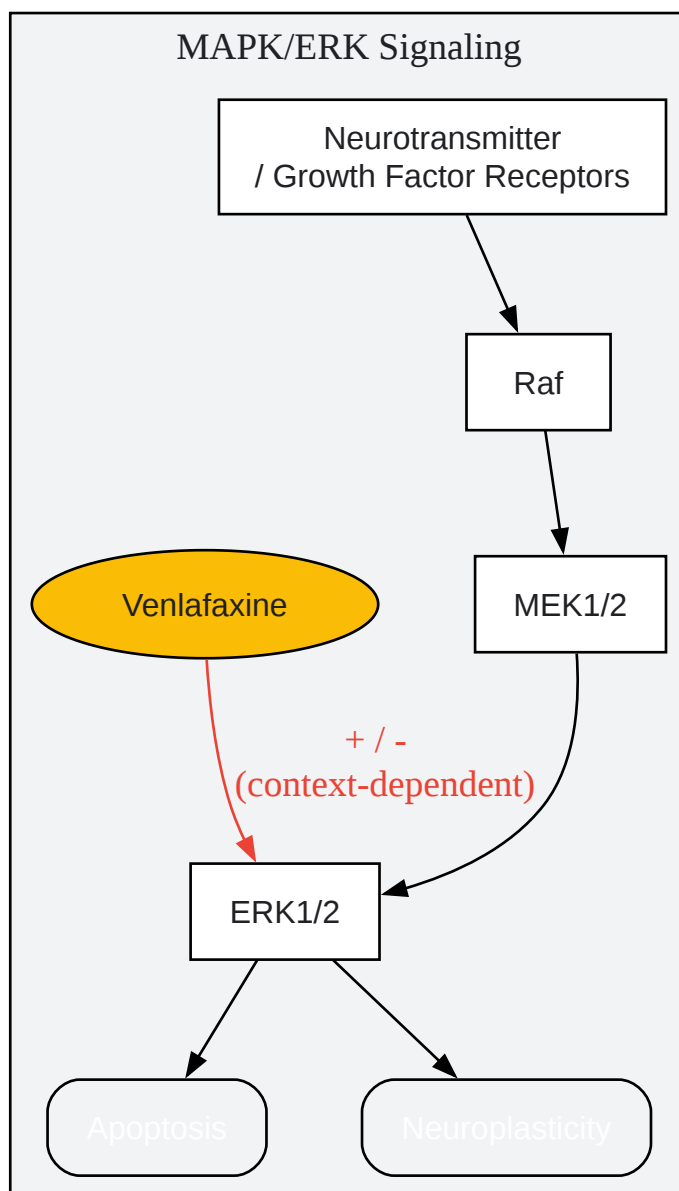 MAPK/ERK Signaling
Neurotransmitter
/ Growth Factor Receptors
Raf
Venlafaxine
MEK1/2
+ / -
(context-dependent)
ERK1/2
Apoptosis
Neuroplasticity